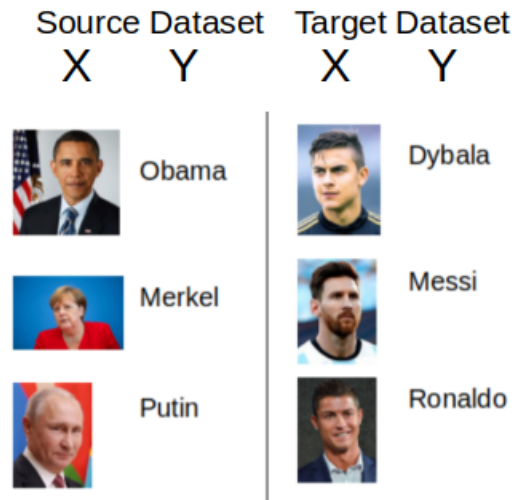 Source Dataset Target Dataset
X Y X Y
Obama Dybala
Merkel Messi
Putin Ronaldo